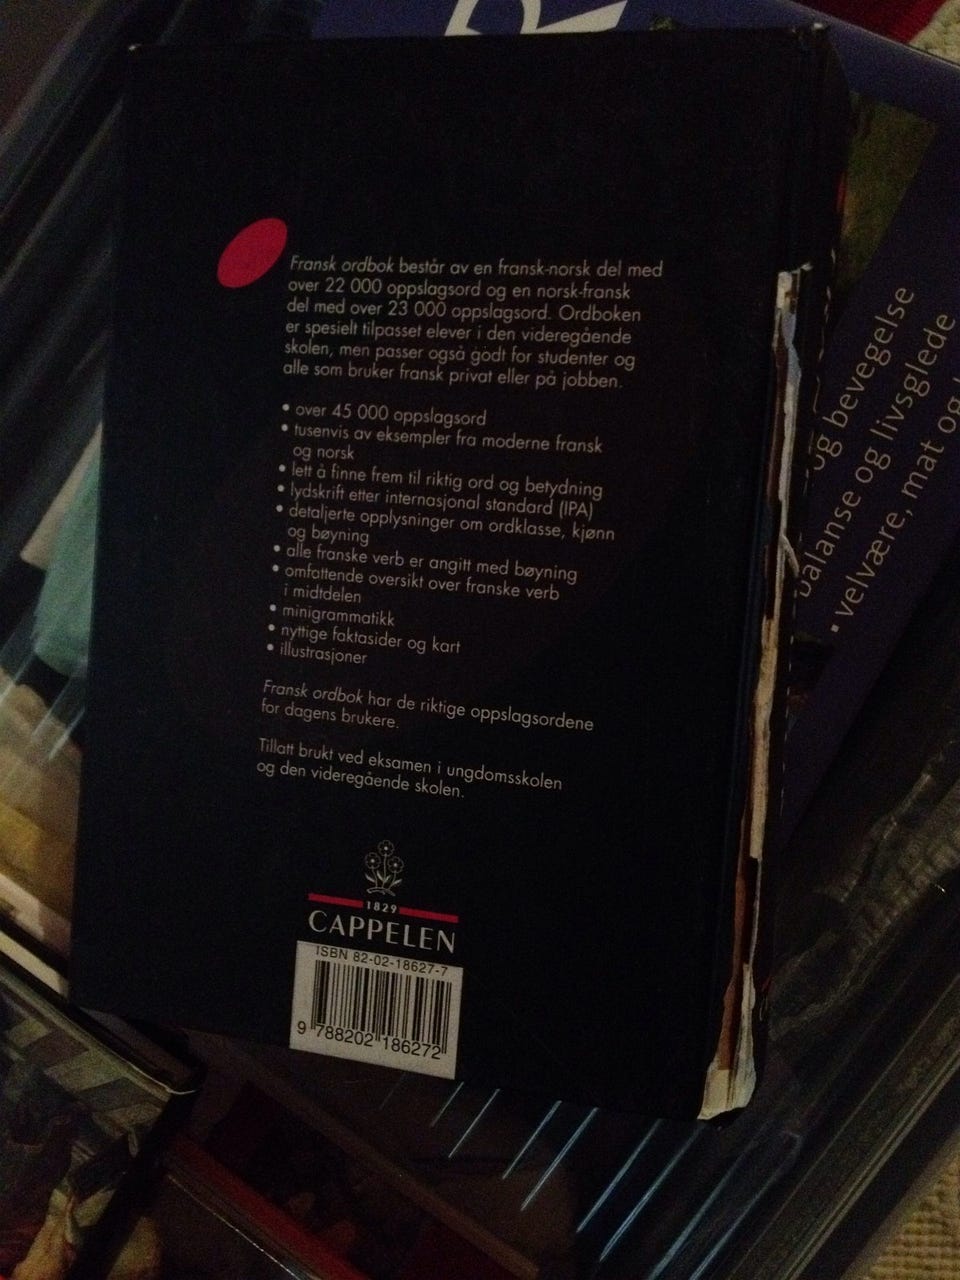 Fransk ordbok består av en fransk-norsk del med
over 22 000 oppslagsord og en norsk-fransk
del med over 23 000 oppslagsord. Ordboken
er spesielt tilpasset elever i den videregående
skolen, men passer også godt for studenter og
alle som bruker fransk privat eller på jobben.
• over 45 000 oppslagsord
• tusenvis av eksempler fra moderne fransk
og norsk
• lett å finne frem til riktig ord og betydning
• lydskrift etter internasjonal standard (IPA)
• detaljerte opplysninger om ordklasse, kjønn
og bøyning
• alle franske verb er angitt med bøyning
• omfattende oversikt over franske verb
i midtdelen
• minigrammatikk
• nyttige faktasider og kart
• illustrasjoner
Fransk ordbok har de riktige oppslagsordene
for dagens brukere.
Tillatt brukt ved eksamen i ungdomsskolen
og den videregående skolen.
1829
CAPPELEN
ISBN 82-02-18627-7
9 788202 186272
og bevegelse
balanse og livsglede
• velvære, mat og